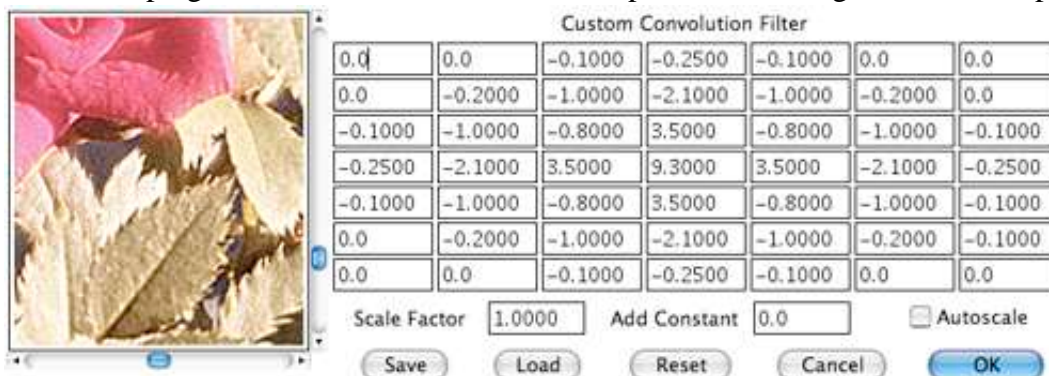 Custom Convolution Filter
0.0 0.0 -0.1000 -0.2500 -0.1000 0.0 0.0
0.0 -0.2000 -1.0000 -2.1000 -1.0000 -0.2000 0.0
-0.1000 -1.0000 -0.8000 3.5000 -0.8000 -1.0000 -0.1000
-0.2500 -2.1000 3.5000 9.3000 3.5000 -2.1000 -0.2500
-0.1000 -1.0000 -0.8000 3.5000 -0.8000 -1.0000 -0.1000
0.0 -0.2000 -1.0000 -2.1000 -1.0000 -0.2000 -0.1000
0.0 0.0 -0.1000 -0.2500 -0.1000 0.0 0.0
Scale Factor 1.0000 Add Constant 0.0 Autoscale
Save Load Reset Cancel OK